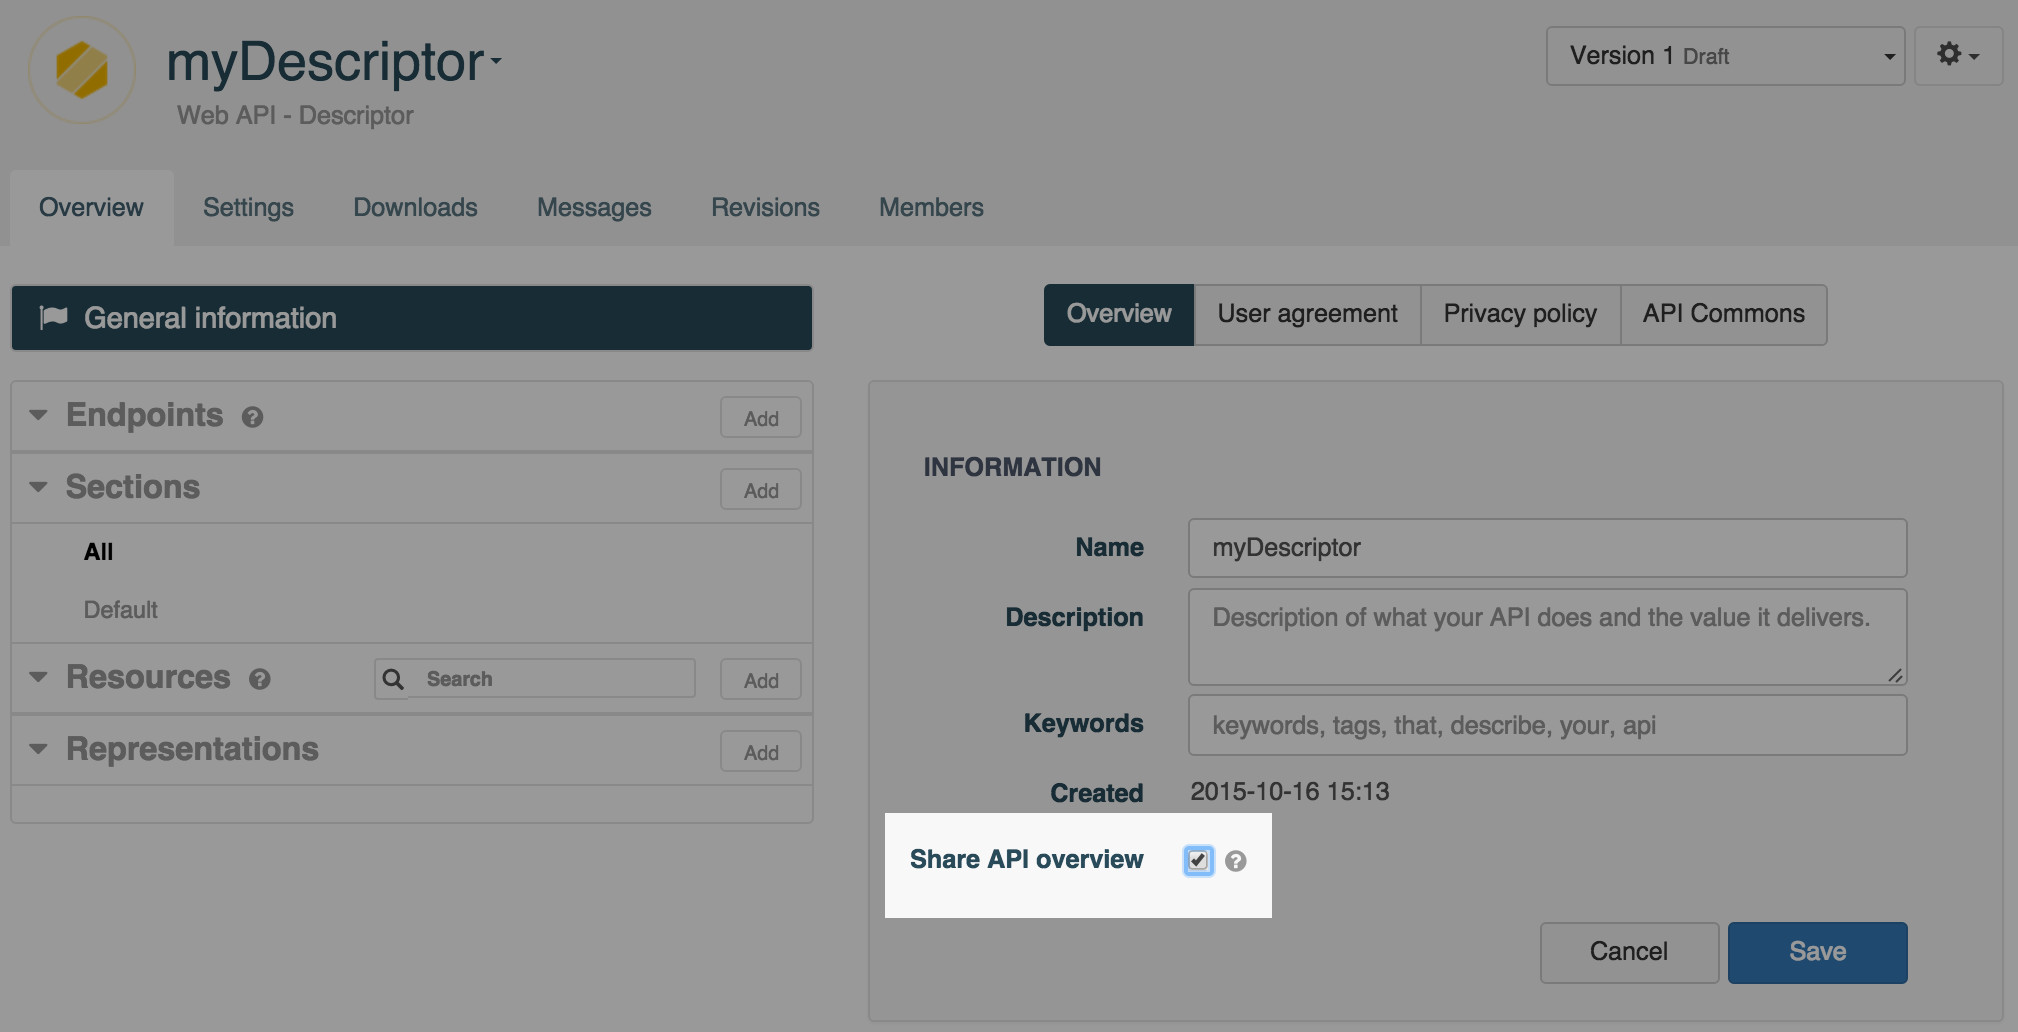 myDescriptor
Web API - Descriptor
Version 1 Draft
Overview Settings Downloads Messages Revisions Members
General information
Overview User agreement Privacy policy API Commons
Endpoints ? Add
Sections Add
All
Default
Resources ? Search Add
Representations Add
INFORMATION
Name myDescriptor
Description Description of what your API does and the value it delivers.
Keywords keywords, tags, that, describe, your, api
Created 2015-10-16 15:13
Share API overview ?
Cancel Save